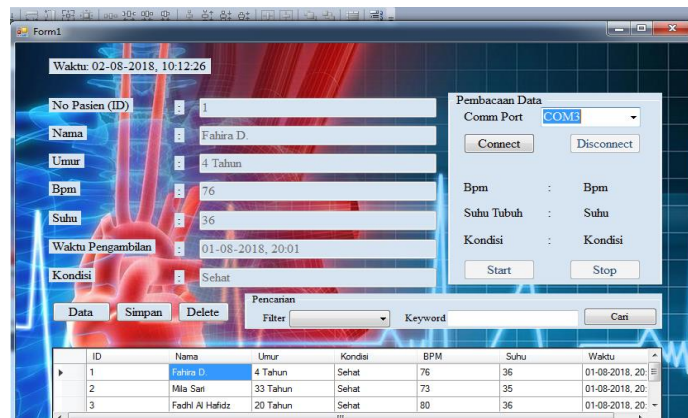 Form1
Waktu: 02-08-2018, 10:12:26
No Pasien (ID) : 1
Nama : Fahira D.
Umur : 4 Tahun
Bpm : 76
Suhu : 36
Waktu Pengambilan : 01-08-2018, 20:01
Kondisi : Sehat
Pembacaan Data
Comm Port COM3
Connect Disconnect
Bpm : Bpm
Suhu Tubuh : Suhu
Kondisi : Kondisi
Start Stop
Data Simpan Delete
Pencarian
Filter Keyword Cari
ID Nama Umur Kondisi BPM Suhu Waktu
1 Fahira D. 4 Tahun Sehat 76 36 01-08-2018, 20:
2 Mila Sari 33 Tahun Sehat 73 35 01-08-2018, 20:
3 Fadhl Al Hafidz 20 Tahun Sehat 80 36 01-08-2018, 20: